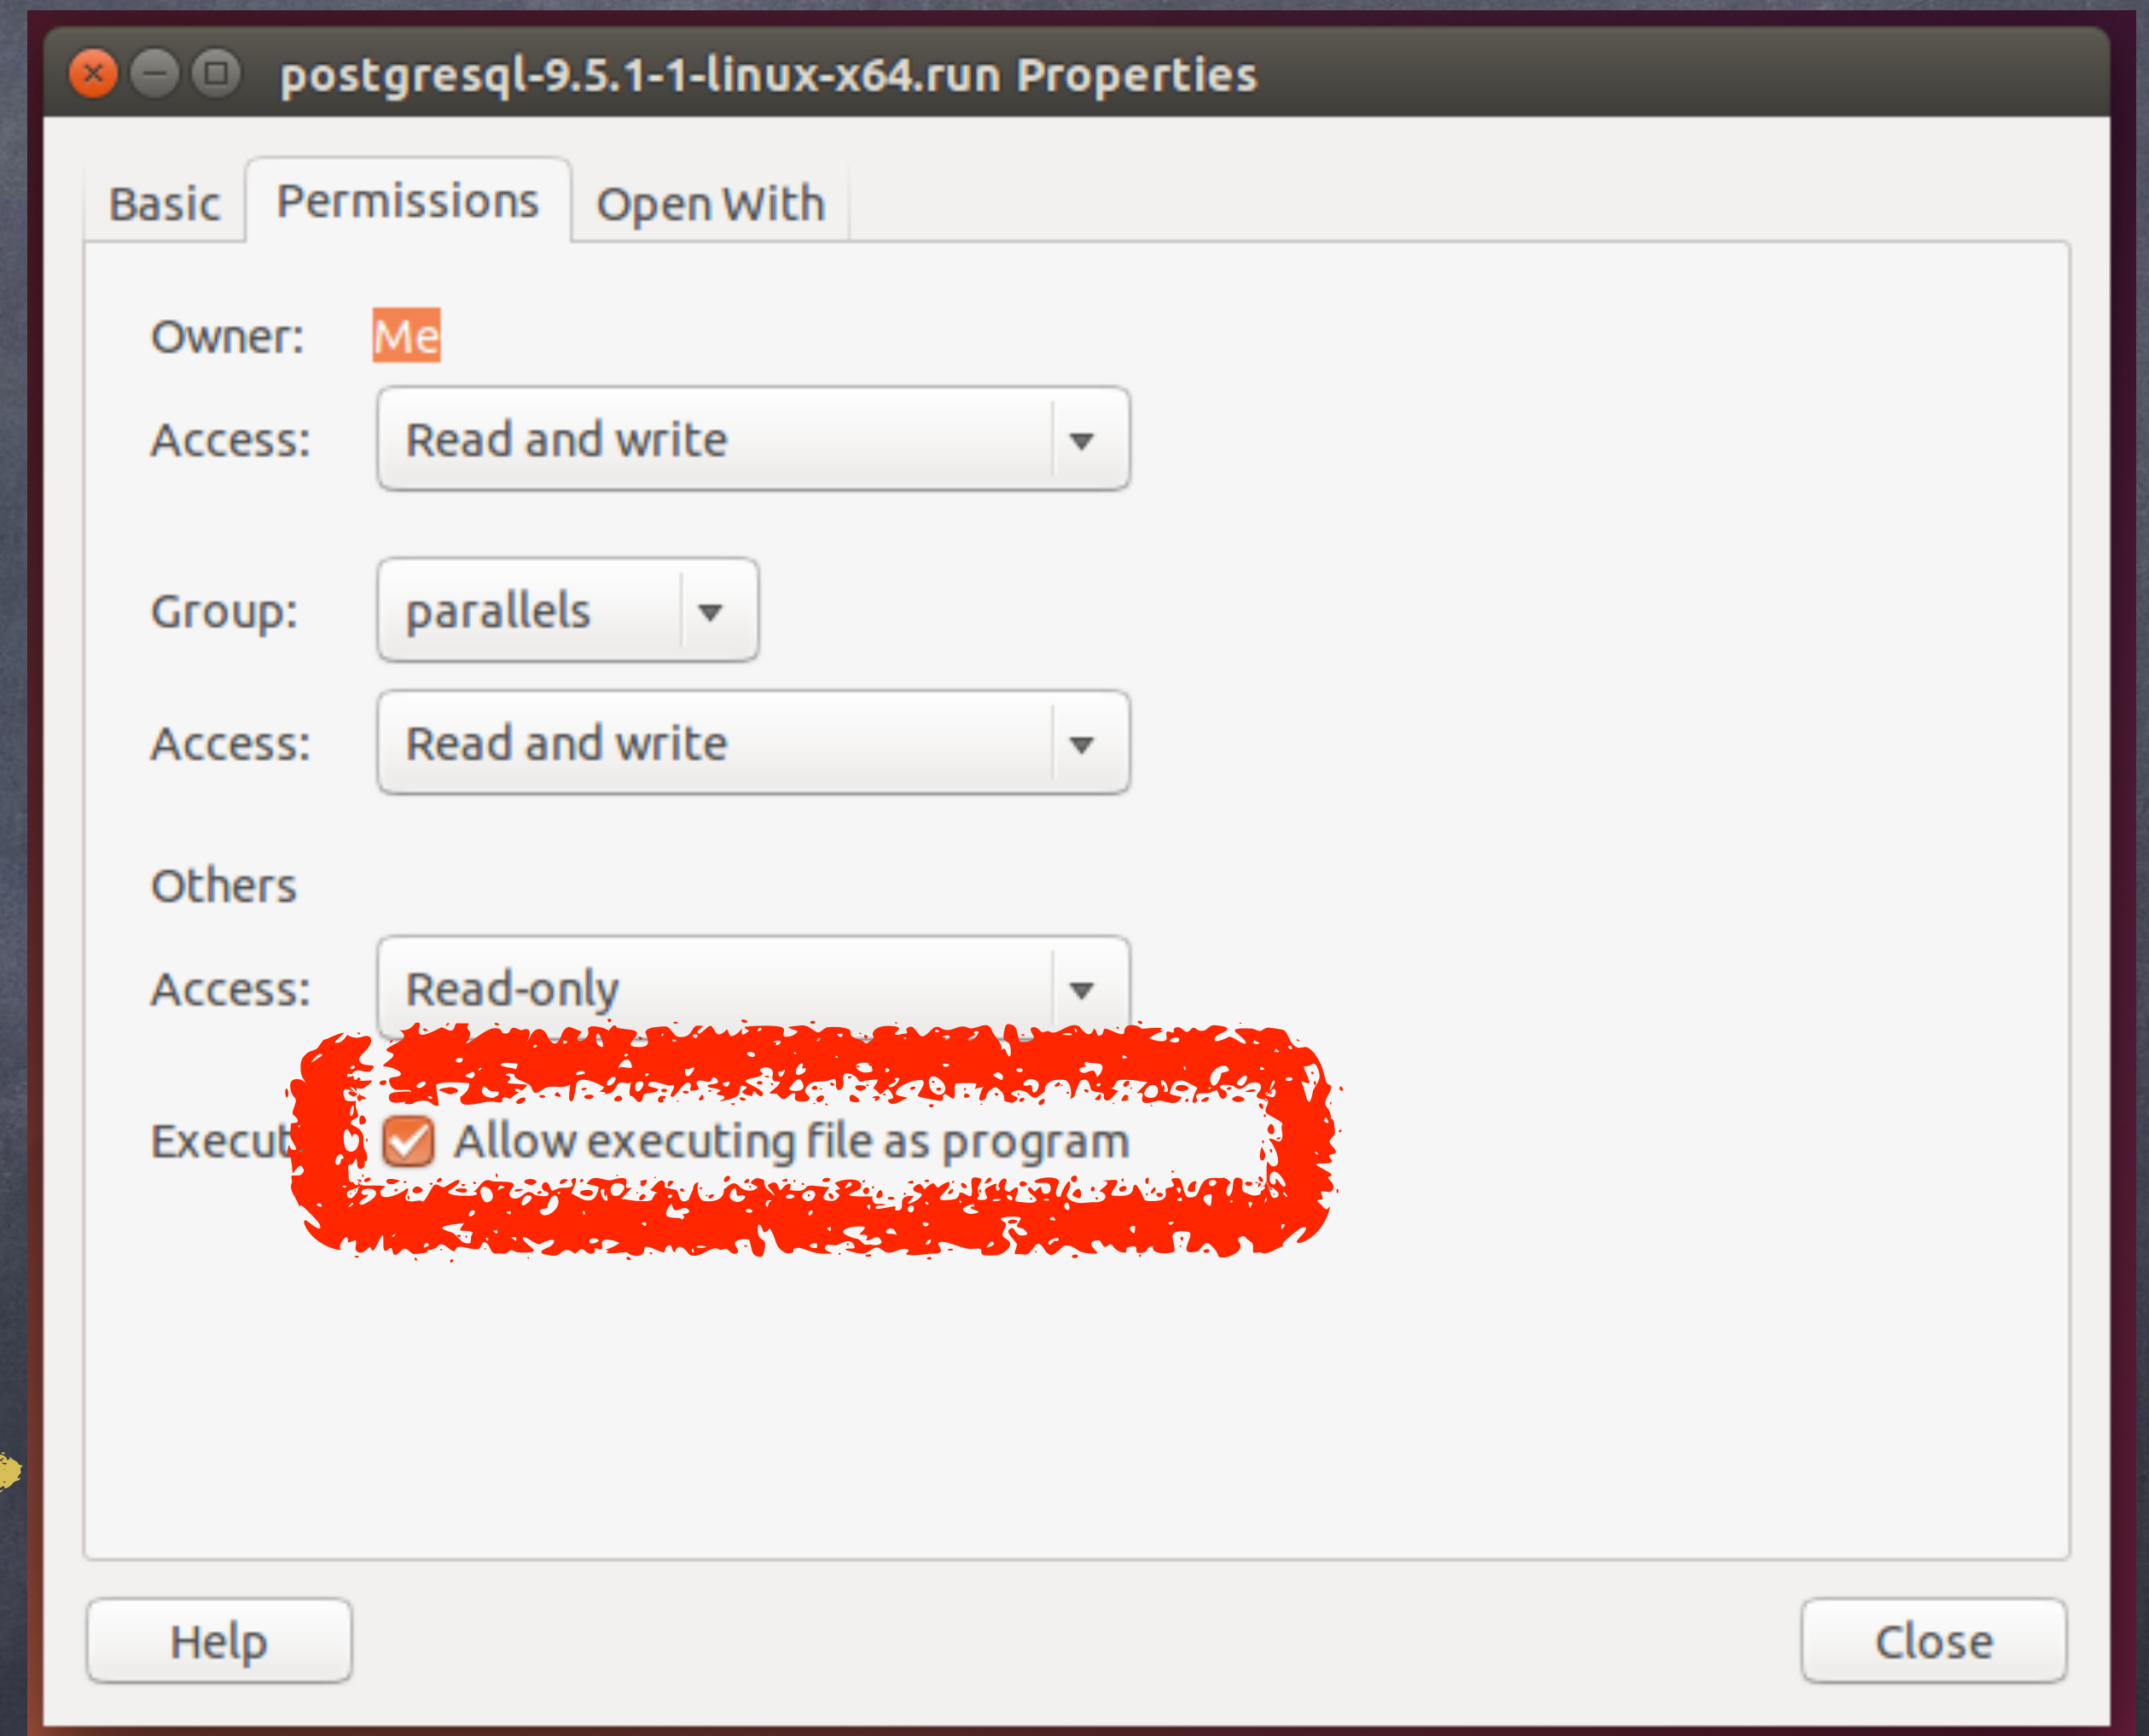 postgresql-9.5.1-1-linux-x64.run Properties
Basic Permissions Open With
Owner: Me
Access: Read and write
Group: parallels
Access: Read and write
Others
Access: Read-only
Execut Allow executing file as program
Help Close